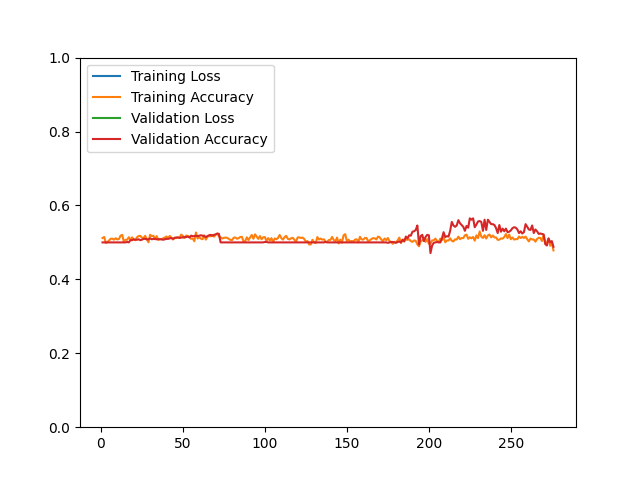 Training Loss
Training Accuracy
Validation Loss
Validation Accuracy
1.0
0.8
0.6
0.4
0.2
0.0
0 50 100 150 200 250